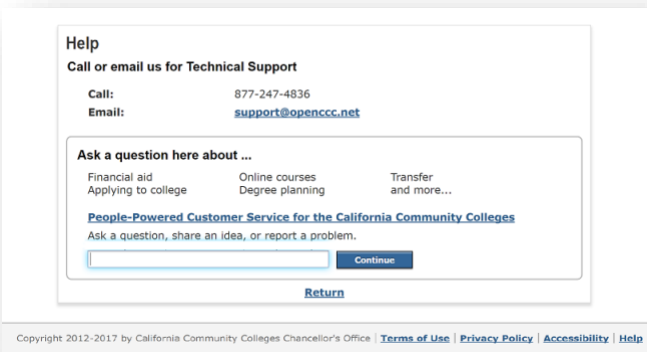 Help
Call or email us for Technical Support
Call: 877-247-4836
Email: support@openccc.net
Ask a question here about ...
Financial aid Online courses Transfer
Applying to college Degree planning and more...
People-Powered Customer Service for the California Community Colleges
Ask a question, share an idea, or report a problem.
Continue
Return
Copyright 2012-2017 by California Community Colleges Chancellor's Office | Terms of Use | Privacy Policy | Accessibility | Help